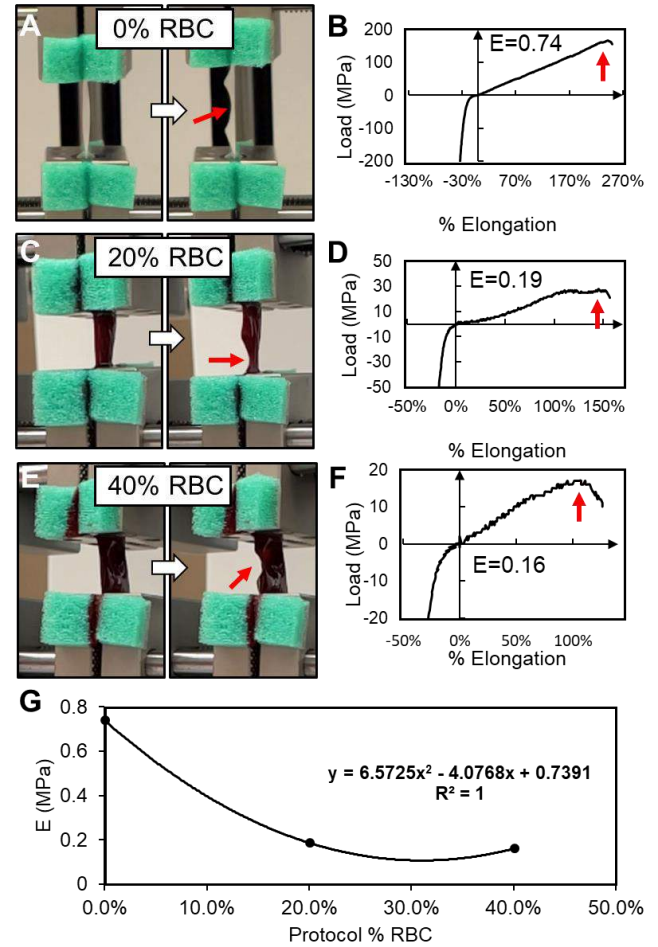 A
0% RBC
B
200
100
0
-100
-200
Load (MPa)
E=0.74
-130% -30% 70% 170% 270%
% Elongation
C
20% RBC
D
50
30
10
-10
-30
-50
Load (MPa)
E=0.19
-50% 0% 50% 100% 150%
% Elongation
E
40% RBC
F
20
10
0
-10
-20
Load (MPa)
E=0.16
-50% 0% 50% 100%
% Elongation
G
0.8
0.6
0.4
0.2
0
E (MPa)
y = 6.5725x² - 4.0768x + 0.7391
R² = 1
0.0% 10.0% 20.0% 30.0% 40.0% 50.0%
Protocol % RBC